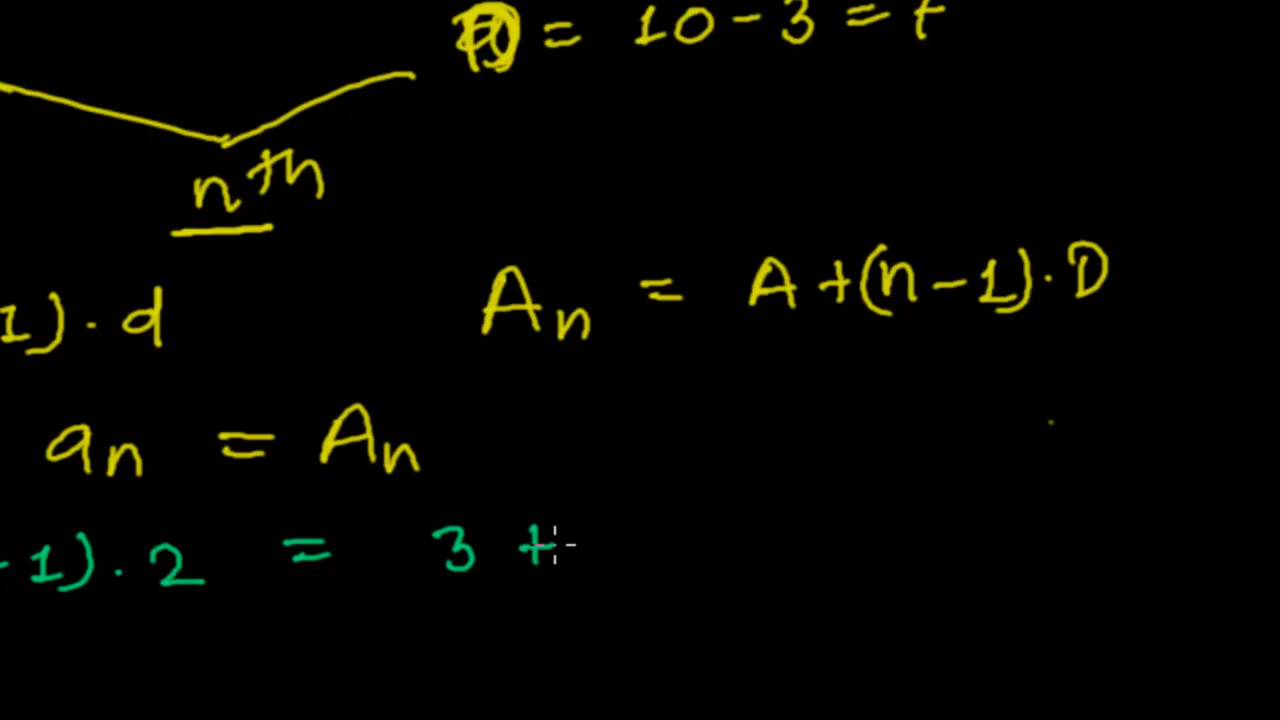 = 10 - 3 = 7
nth
1) . d
An = A + (n - 1) . D
an = An
- 1) . 2 = 3 +